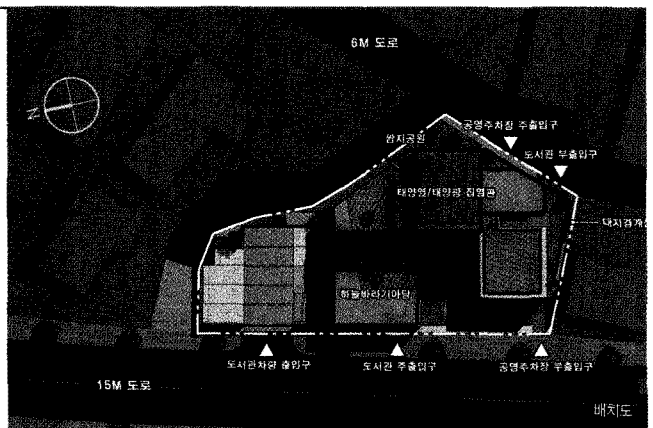 6M 도로
N
쌈지공원
공영주차장 주출입구
도서관 부출입구
태양열/태양광 집열판
대지경계선
하늘바라기마당
도서관차량 출입구
도서관 주출입구
공영주차장 부출입구
15M 도로
배치도